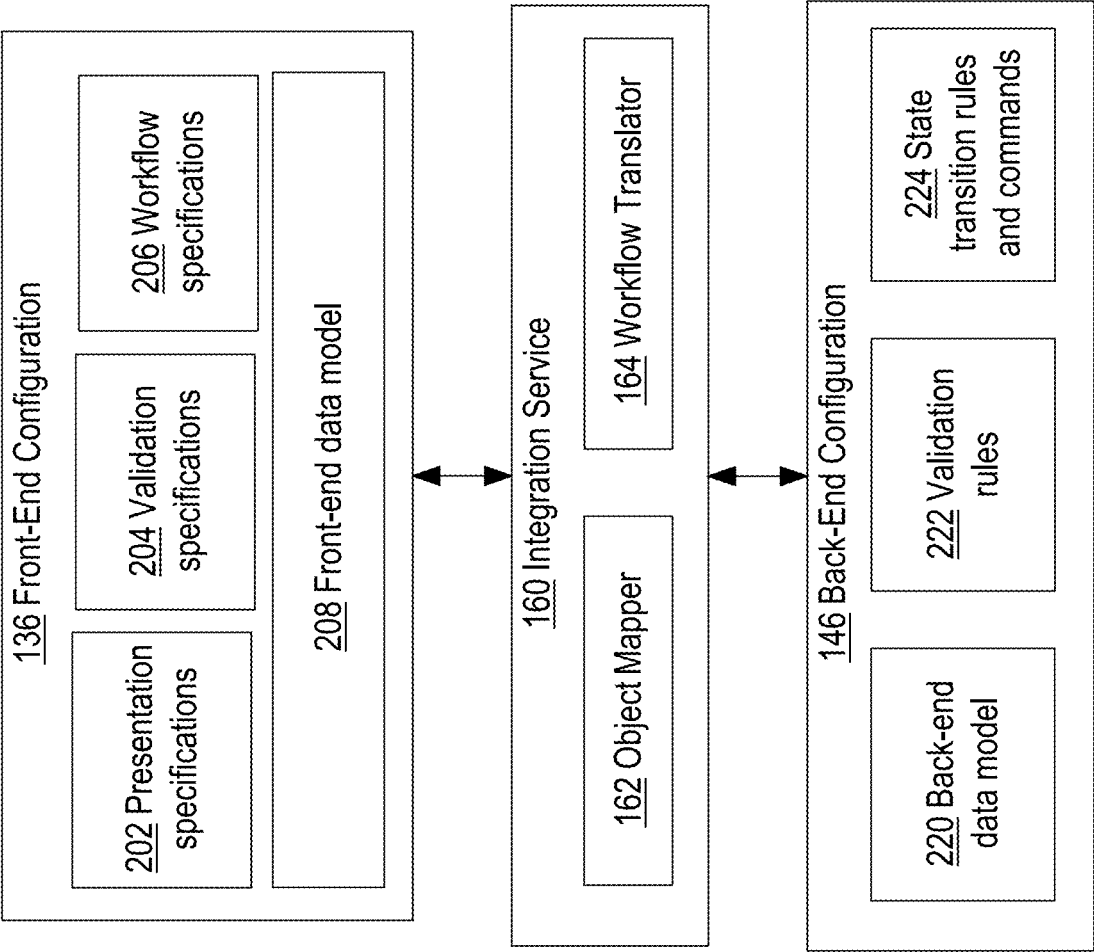 136 Front-End Configuration
202 Presentation
specifications
204 Validation
specifications
206 Workflow
specifications
208 Front-end data model
160 Integration Service
162 Object Mapper
164 Workflow Translator
146 Back-End Configuration
220 Back-end
data model
222 Validation
rules
224 State
transition rules
and commands